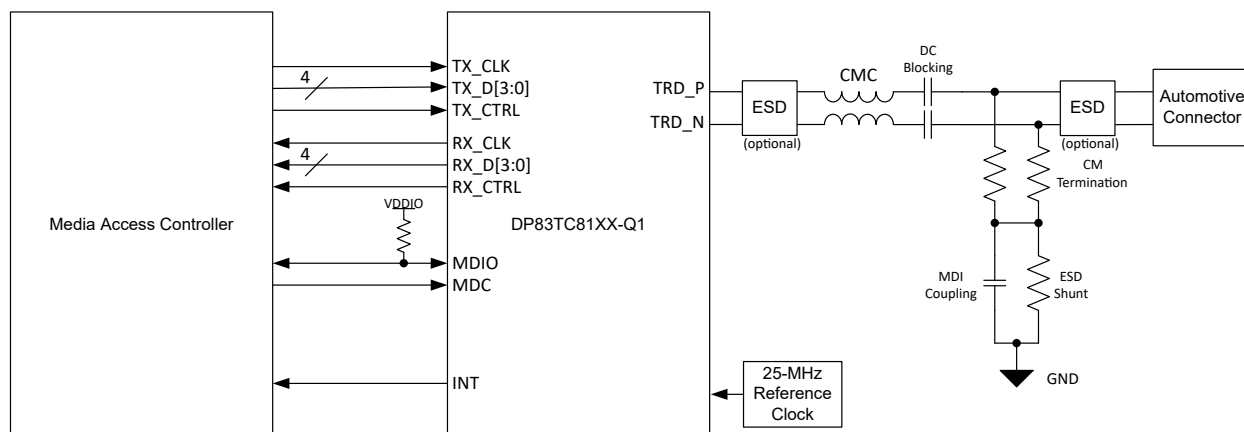 Media Access Controller
4
4
VDDIO
TX_CLK
TX_D[3:0]
TX_CTRL
RX_CLK
RX_D[3:0]
RX_CTRL
DP83TC81XX-Q1
MDIO
MDC
INT
TRD_P
TRD_N
ESD
(optional)
CMC
DC
Blocking
ESD
(optional)
Automotive
Connector
CM
Termination
MDI
Coupling
ESD
Shunt
GND
25-MHz
Reference
Clock